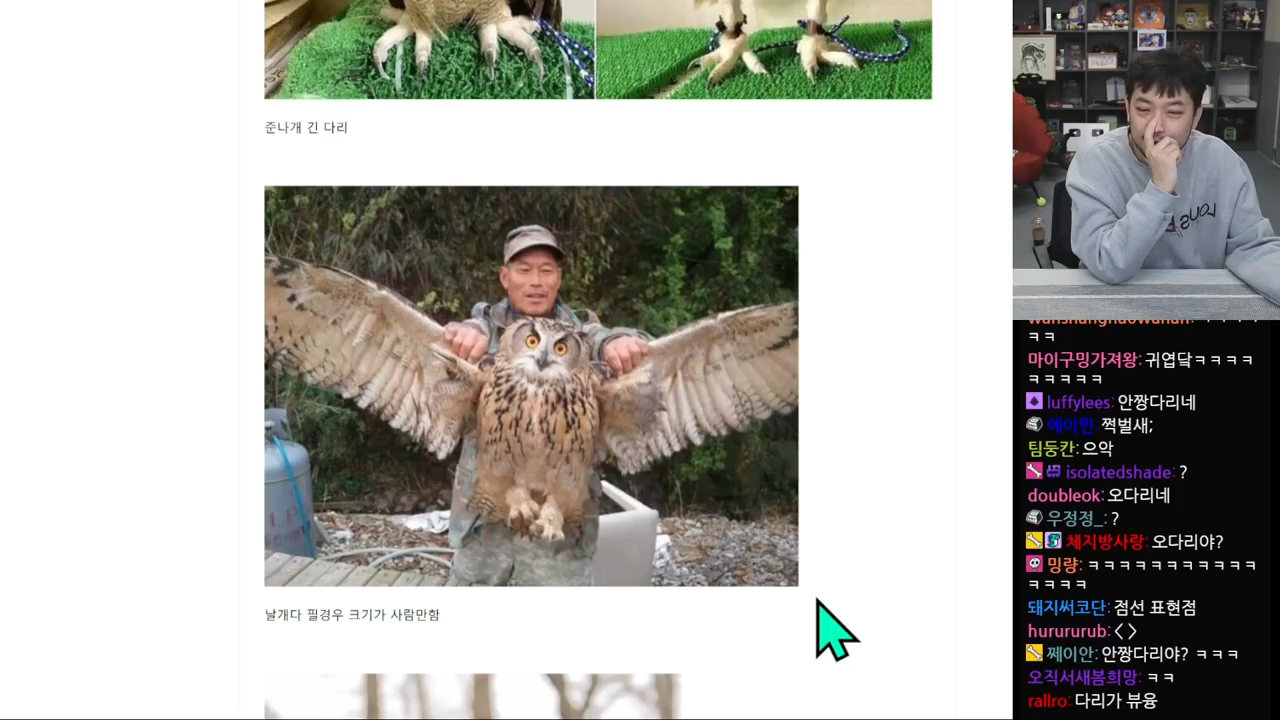 준나개 긴 다리
날개다 필경우 크기가 사람만함
ㅋㅋ
마이구밍가져왕: 귀엽닼ㅋㅋㅋㅋ
ㅋㅋㅋㅋㅋ
luffylees: 안짱다리네
에이만: 쩍벌새;
팀둥칸: 으악
isolatedshade: ?
doubleok: 오다리네
우정정_: ?
체지방사랑: 오다리야?
밍량: ㅋㅋㅋㅋㅋㅋㅋㅋㅋㅋㅋ
ㅋㅋㅋㅋ
돼지써코단: 점선 표현점
hurururub: < >
쩨이안: 안짱다리야? ㅋㅋㅋ
오직서새봄희망: ㅋㅋ
rallro: 다리가 뷰융